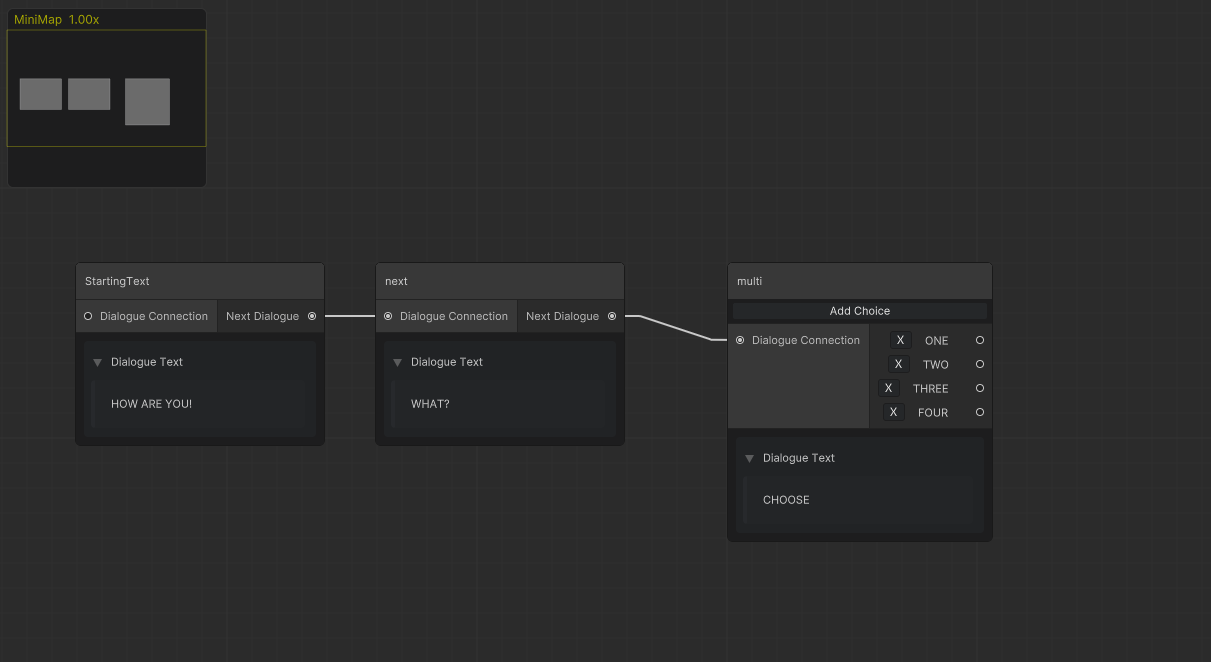 MiniMap 1.00x
StartingText
Dialogue Connection Next Dialogue
Dialogue Text
HOW ARE YOU!
next
Dialogue Connection Next Dialogue
Dialogue Text
WHAT?
multi
Add Choice
Dialogue Connection X ONE
X TWO
X THREE
X FOUR
Dialogue Text
CHOOSE